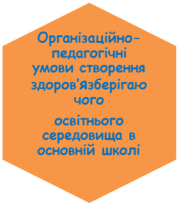 Організаційно-
педагогічні
умови створення
здоров'язберігаю
чого
освітнього
середовища в
основній школі